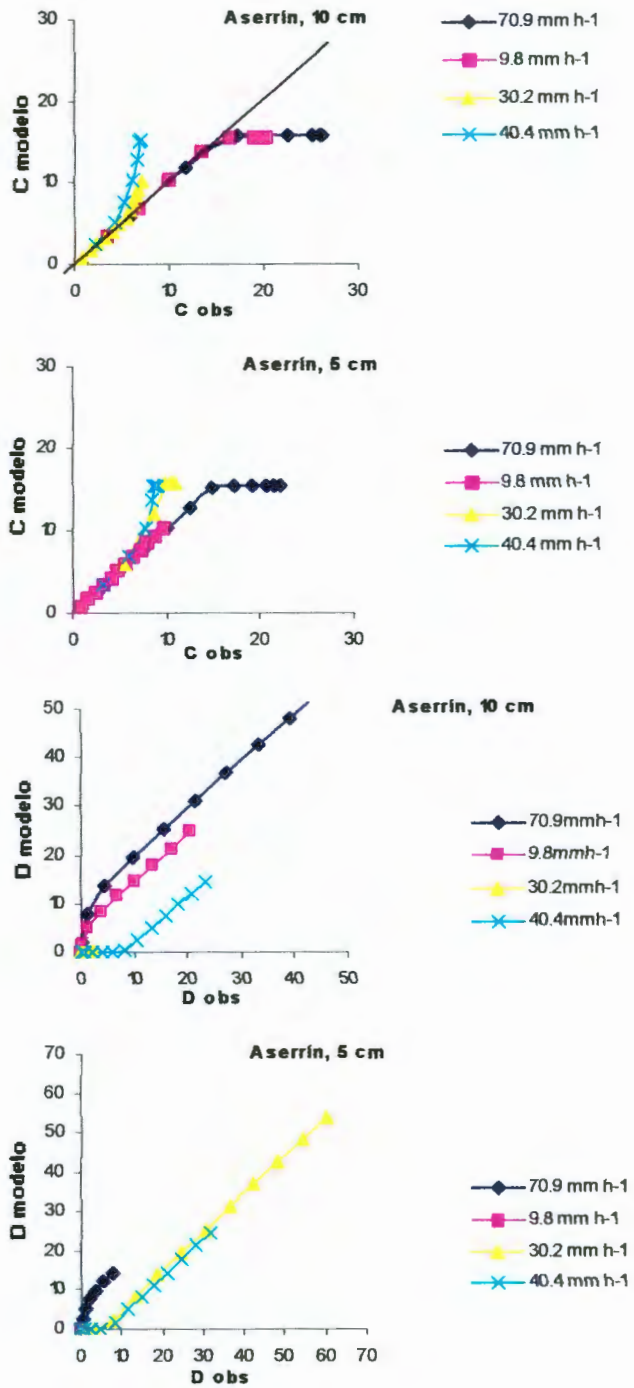 Aserrín, 10 cm
C modelo
30
20
10
0
0 10 20 30
C obs
70.9 mm h-1
9.8 mm h-1
30.2 mm h-1
40.4 mm h-1
Aserrín, 5 cm
C modelo
30
20
10
0
0 10 20 30
C obs
70.9 mm h-1
9.8 mm h-1
30.2 mm h-1
40.4 mm h-1
Aserrín, 10 cm
D modelo
50
40
30
20
10
0
0 10 20 30 40 50
D obs
70.9mmh-1
9.8mmh-1
30.2mmh-1
40.4mmh-1
Aserrín, 5 cm
D modelo
70
60
50
40
30
20
10
0
0 10 20 30 40 50 60 70
D obs
70.9 mm h-1
9.8 mm h-1
30.2 mm h-1
40.4 mm h-1